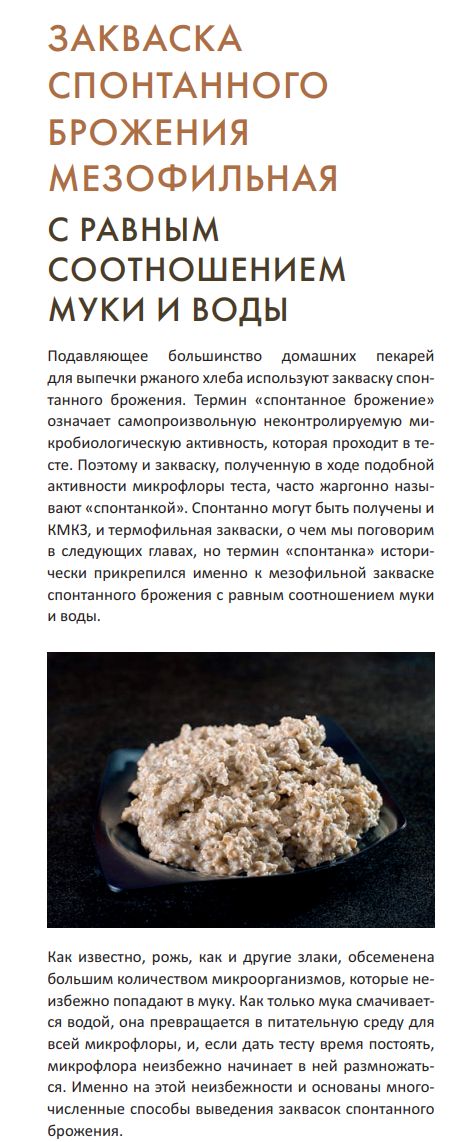 ЗАКВАСКА
СПОНТАННОГО
БРОЖЕНИЯ
МЕЗОФИЛЬНАЯ
С РАВНЫМ
СООТНОШЕНИЕМ
МУКИ И ВОДЫ
Подавляющее большинство домашних пекарей
для выпечки ржаного хлеба используют закваску спон-
танного брожения. Термин «спонтанное брожение»
означает самопроизвольную неконтролируемую ми-
кробиологическую активность, которая проходит в те-
сте. Поэтому и закваску, полученную в ходе подобной
активности микрофлоры теста, часто жаргонно назы-
вают «спонтанкой». Спонтанно могут быть получены и
КМКЗ, и термофильная закваски, о чем мы поговорим
в следующих главах, но термин «спонтанка» истори-
чески прикрепился именно к мезофильной закваске
спонтанного брожения с равным соотношением муки
и воды.
Как известно, рожь, как и другие злаки, обсеменена
большим количеством микроорганизмов, которые не-
избежно попадают в муку. Как только мука смачивает-
ся водой, она превращается в питательную среду для
всей микрофлоры, и, если дать тесту время постоять,
микрофлора неизбежно начинает в ней размножать-
ся. Именно на этой неизбежности и основаны много-
численные способы выведения заквасок спонтанного
брожения.